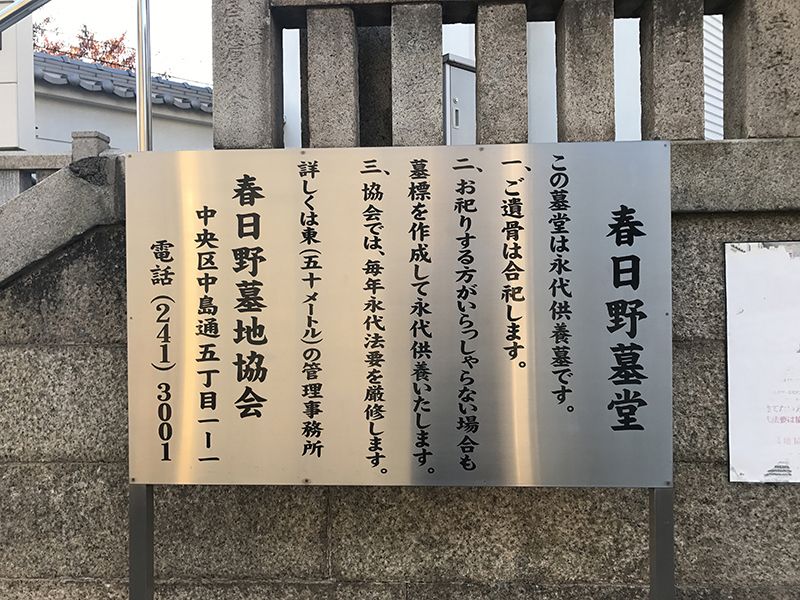 春日野墓堂
この墓堂は永代供養墓です。
一、ご遺骨は合祀します。
二、お祀りする方がいらっしゃらない場合も
墓標を作成して永代供養いたします。
三、協会では、毎年永代法要を厳修します。
詳しくは東(五十メートル)の管理事務所
春日野墓地協会
中央区中島通五丁目一ー一
電話(241)3001